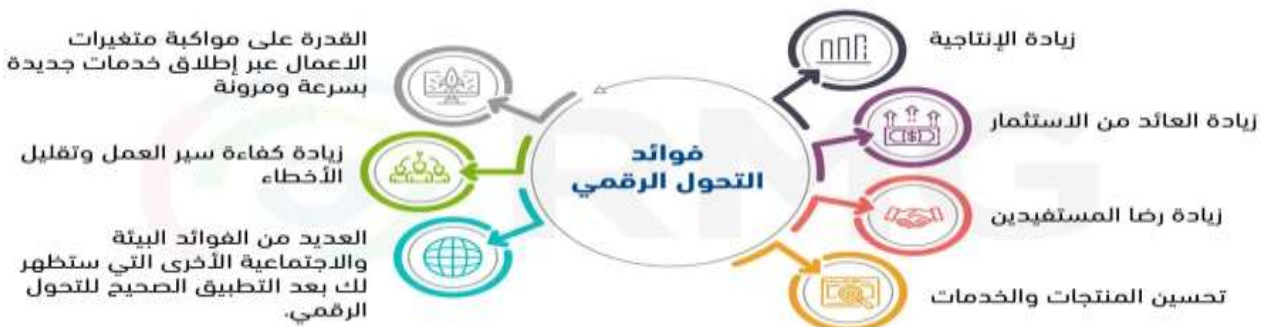 فوائد
التحول الرقمي
زيادة الإنتاجية
زيادة العائد من الاستثمار
زيادة رضا المستفيدين
تحسين المنتجات والخدمات
القدرة على مواكبة متغيرات
الاعمال عبر إطلاق خدمات جديدة
بسرعة ومرونة
زيادة كفاءة سير العمل وتقليل
الأخطاء
العديد من الفوائد البيئة
والاجتماعية الأخرى التي ستظهر
لك بعد التطبيق الصحيح للتحول
الرقمي.
RMG